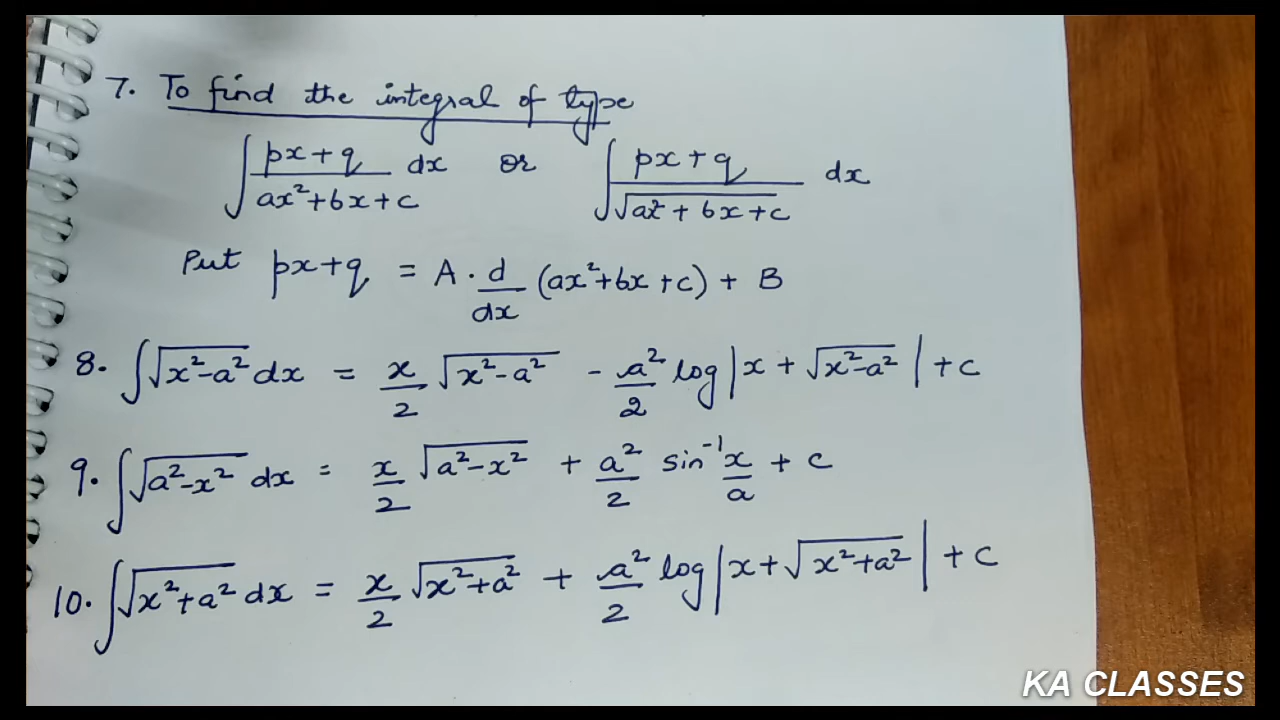 7. To find the integral of type
∫ px+q / ax²+bx+c dx or ∫ px+q / √ax² + bx+c dx
Put px+q = A · d/dx (ax²+bx+c) + B
8. ∫√x²-a² dx = x/2 √x²-a² - a²/2 log|x + √x²-a²| + c
9. ∫√a²-x² dx = x/2 √a²-x² + a²/2 sin⁻¹ x/a + c
10. ∫√x²+a² dx = x/2 √x²+a² + a²/2 log|x+√x²+a²| + c
KA CLASSES